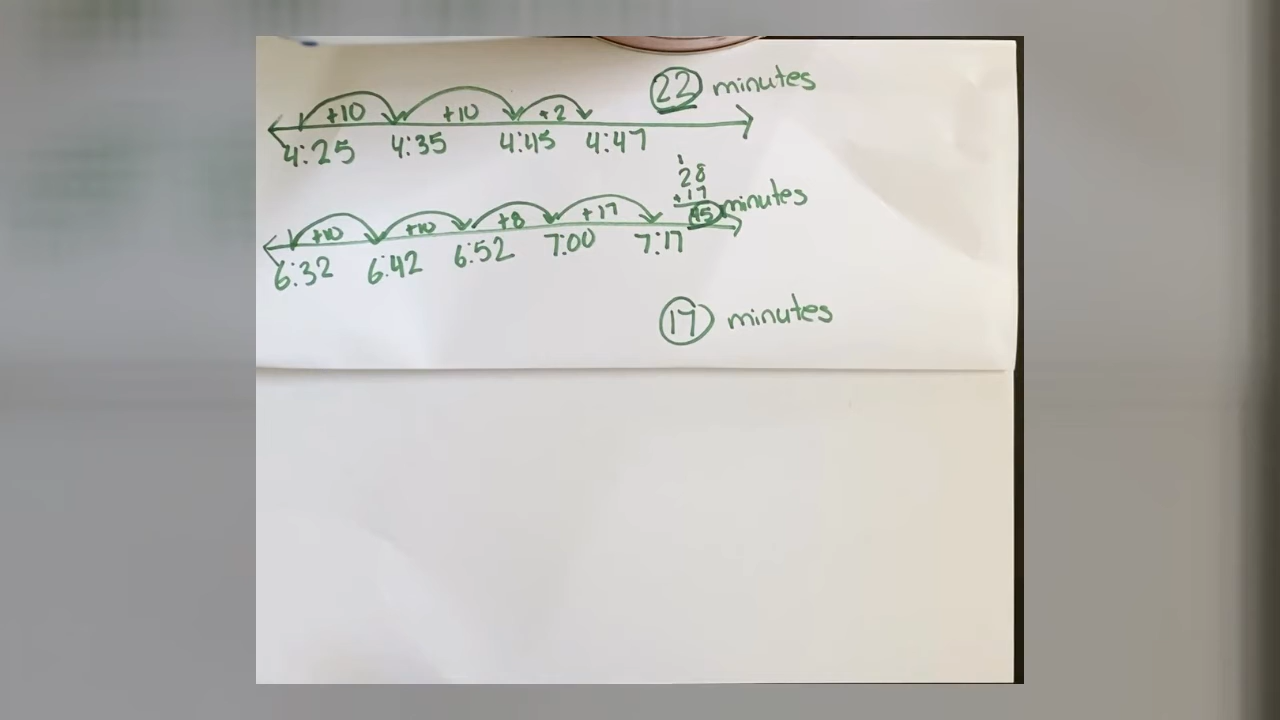 22 minutes
+10 +10 +2
4:25 4:35 4:45 4:47
1
28
+17
45 minutes
+10 +10 +8 +17
6:32 6:42 6:52 7:00 7:17
17 minutes